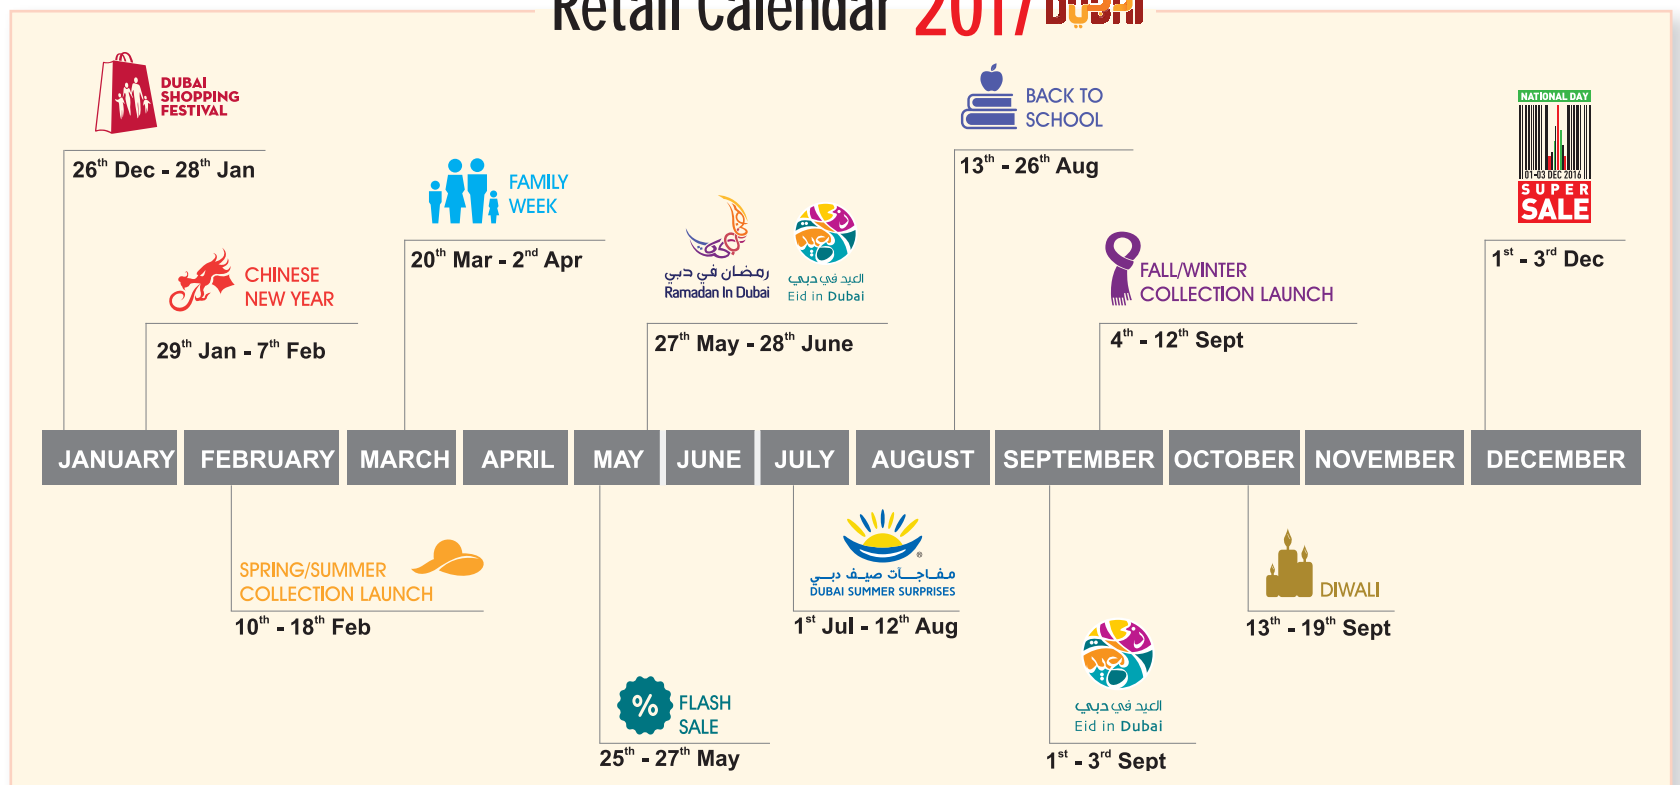 Retail Calendar 2017 DUBAI
DUBAI
SHOPPING
FESTIVAL
26th Dec - 28th Jan
CHINESE
NEW YEAR
29th Jan - 7th Feb
FAMILY
WEEK
20th Mar - 2nd Apr
رمضان في دبي
Ramadan In Dubai
العيد في دبي
Eid in Dubai
27th May - 28th June
BACK TO
SCHOOL
13th - 26th Aug
FALL/WINTER
COLLECTION LAUNCH
4th - 12th Sept
NATIONAL DAY
01-03 DEC 2016
SUPER
SALE
1st - 3rd Dec
JANUARY FEBRUARY MARCH APRIL MAY JUNE JULY AUGUST SEPTEMBER OCTOBER NOVEMBER DECEMBER
SPRING/SUMMER
COLLECTION LAUNCH
10th - 18th Feb
%
FLASH
SALE
25th - 27th May
®
مفاجآت صيف دبي
DUBAI SUMMER SURPRISES
1st Jul - 12th Aug
العيد في دبي
Eid in Dubai
1st - 3rd Sept
DIWALI
13th - 19th Sept